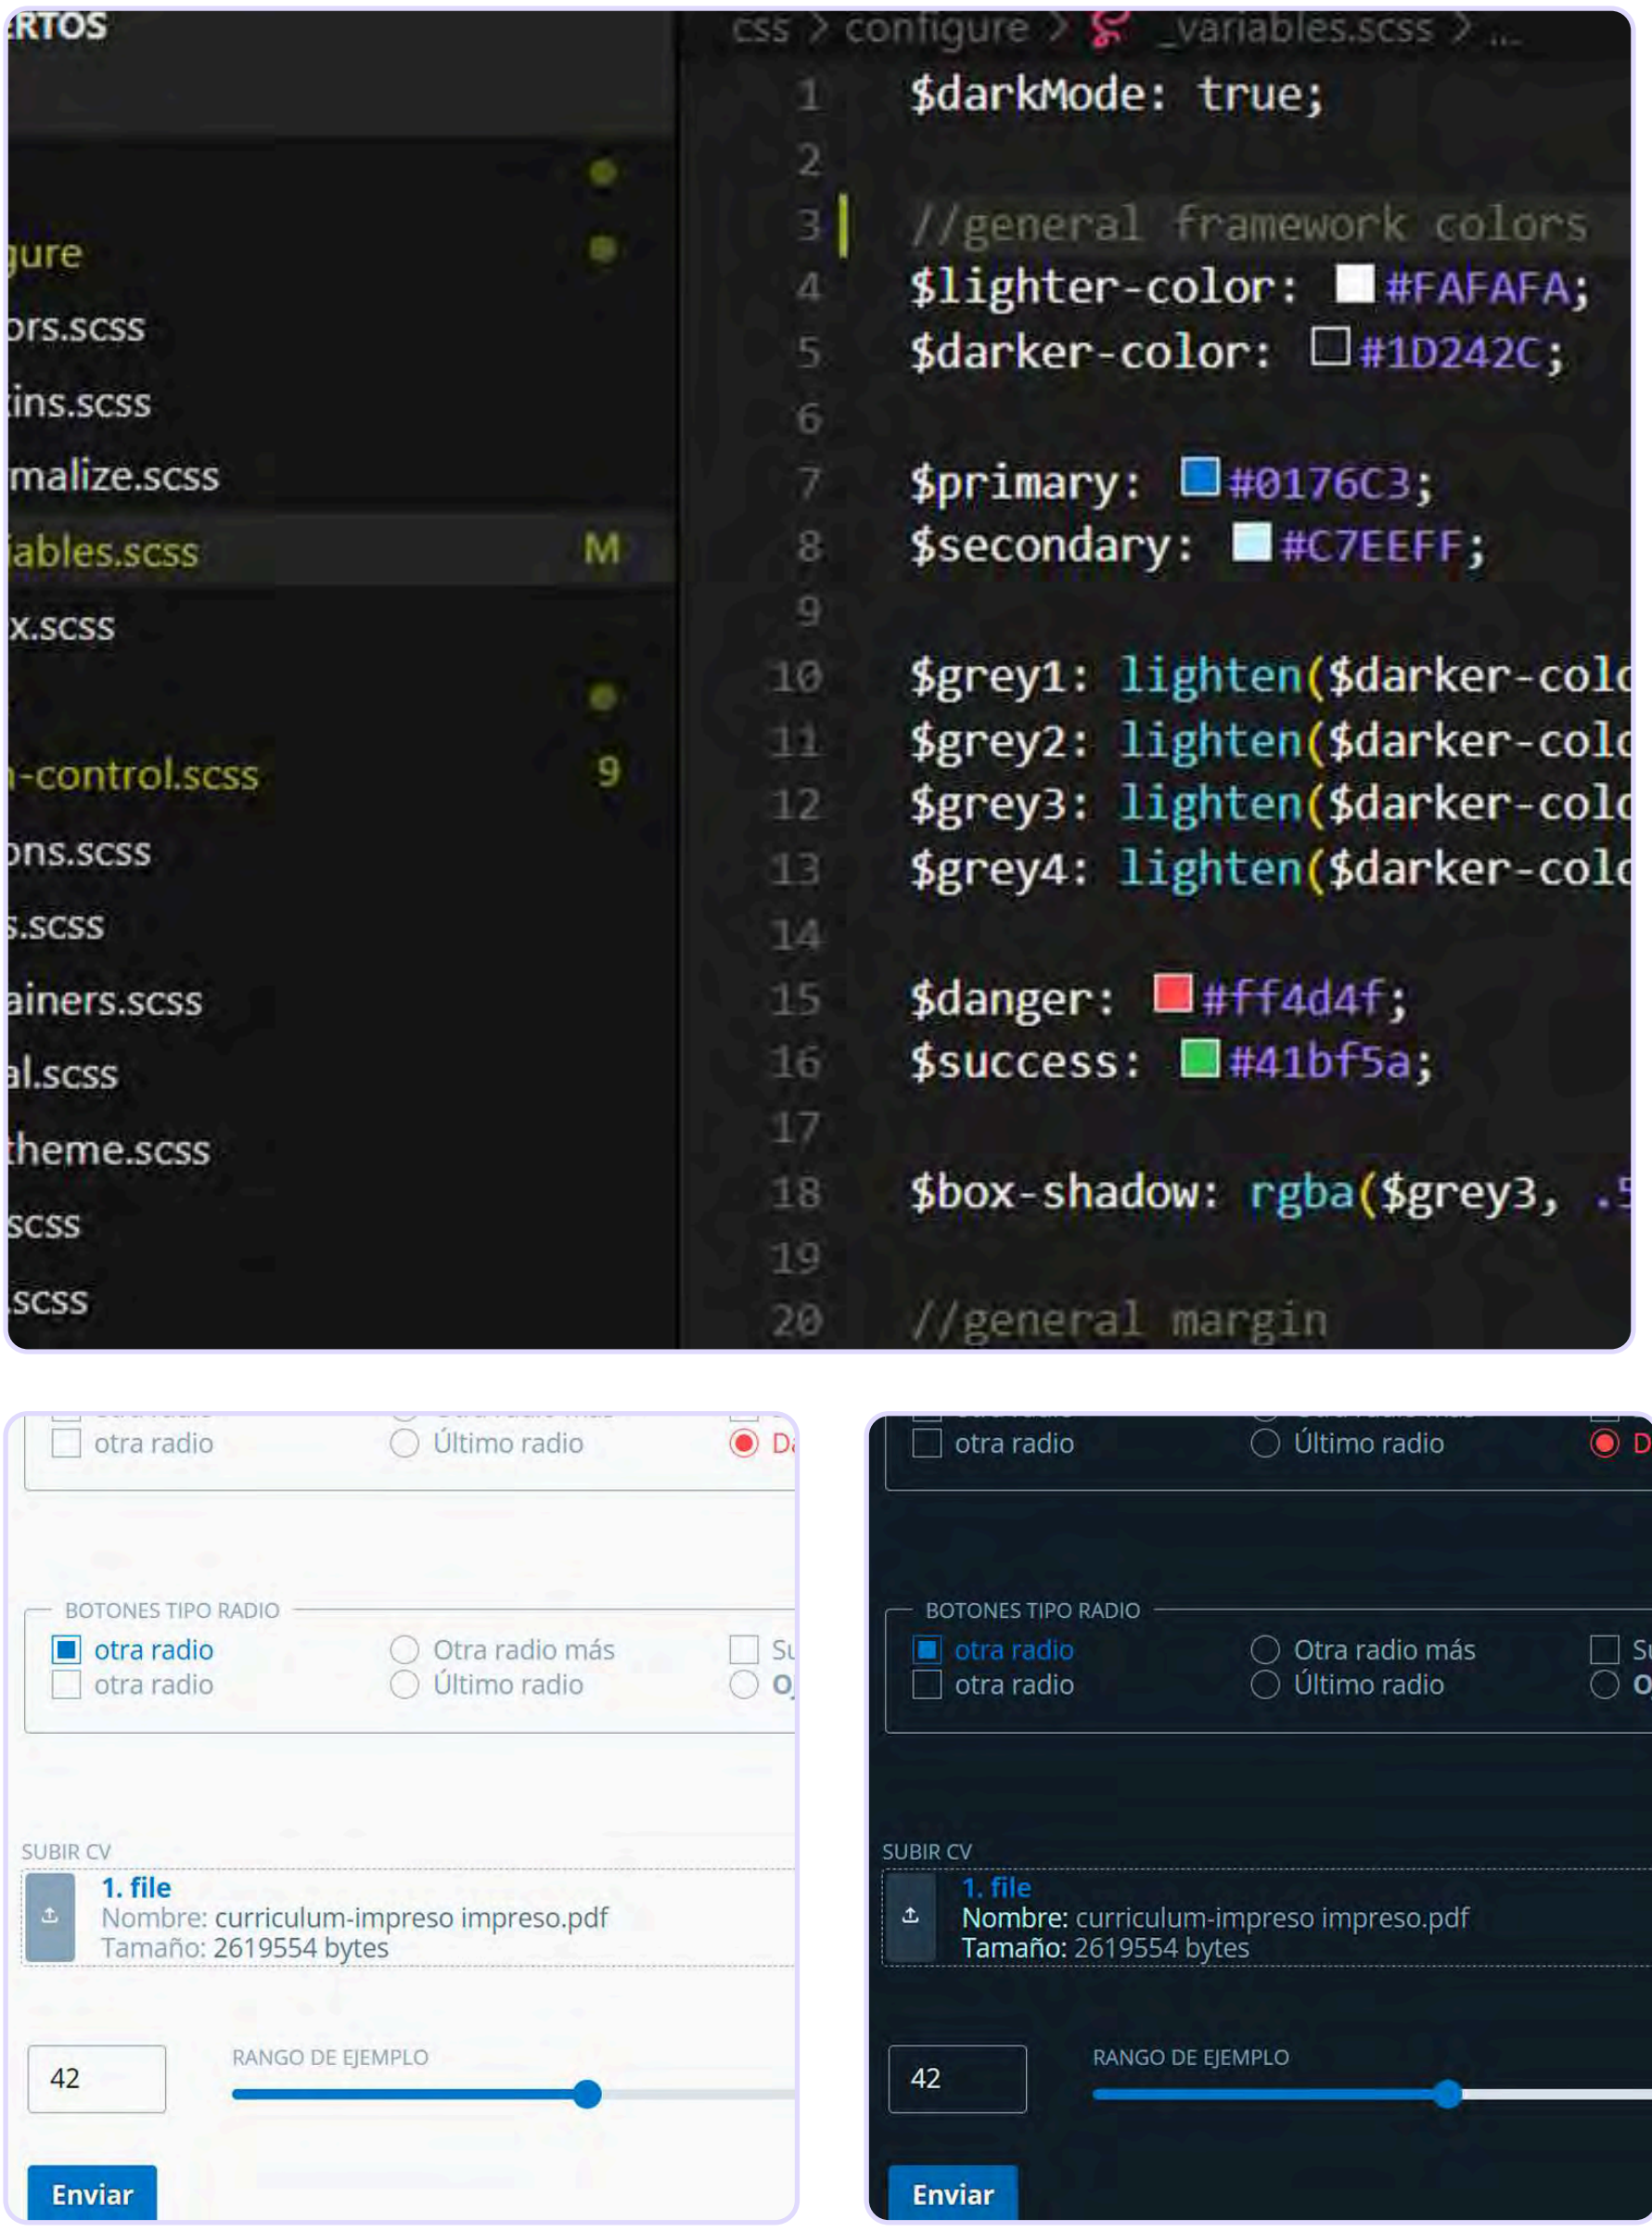 ERTOS
gure
ors.scss
ins.scss
malize.scss
iables.scss M
x.scss
-control.scss 9
ons.scss
s.scss
ainers.scss
al.scss
theme.scss
scss
.scss
css > configure > _variables.scss > ...
1 $darkMode: true;
2
3 //general framework colors
4 $lighter-color: #FAFAFA;
5 $darker-color: #1D242C;
6
7 $primary: #0176C3;
8 $secondary: #C7EEFF;
9
10 $grey1: lighten($darker-colo
11 $grey2: lighten($darker-colo
12 $grey3: lighten($darker-colo
13 $grey4: lighten($darker-colo
14
15 $danger: #ff4d4f;
16 $success: #41bf5a;
17
18 $box-shadow: rgba($grey3, .5
19
20 //general margin
otra radio Último radio Da
BOTONES TIPO RADIO
otra radio Otra radio más Su
otra radio Último radio
SUBIR CV
1. file
Nombre: curriculum-impreso impreso.pdf
Tamaño: 2619554 bytes
42 RANGO DE EJEMPLO
Enviar
otra radio Último radio D
BOTONES TIPO RADIO
otra radio Otra radio más Su
otra radio Último radio O
SUBIR CV
1. file
Nombre: curriculum-impreso impreso.pdf
Tamaño: 2619554 bytes
42 RANGO DE EJEMPLO
Enviar